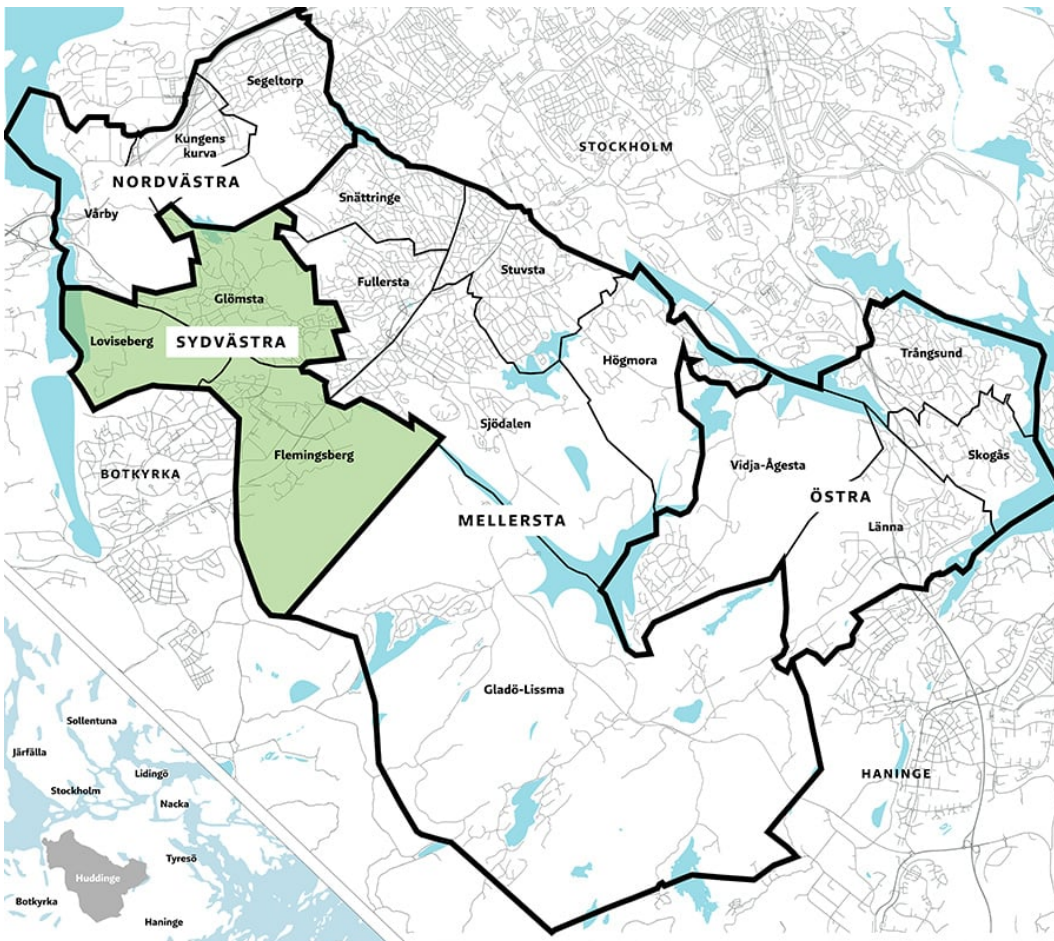 Segeltorp
Kungens
kurva
STOCKHOLM
NORDVÄSTRA
Snättringe
Vårby
Stuvsta
Fullersta
Glömsta
Loviseberg
SYDVÄSTRA
Högmora
Trångsund
Sjödalen
Flemingsberg
Skogås
Vidja-Ågesta
BOTKYRKA
ÖSTRA
MELLERSTA
Länna
Gladö-Lissma
HANINGE
Sollentuna
Järfälla
Lidingö
Stockholm
Nacka
Tyresö
Huddinge
Botkyrka
Haninge